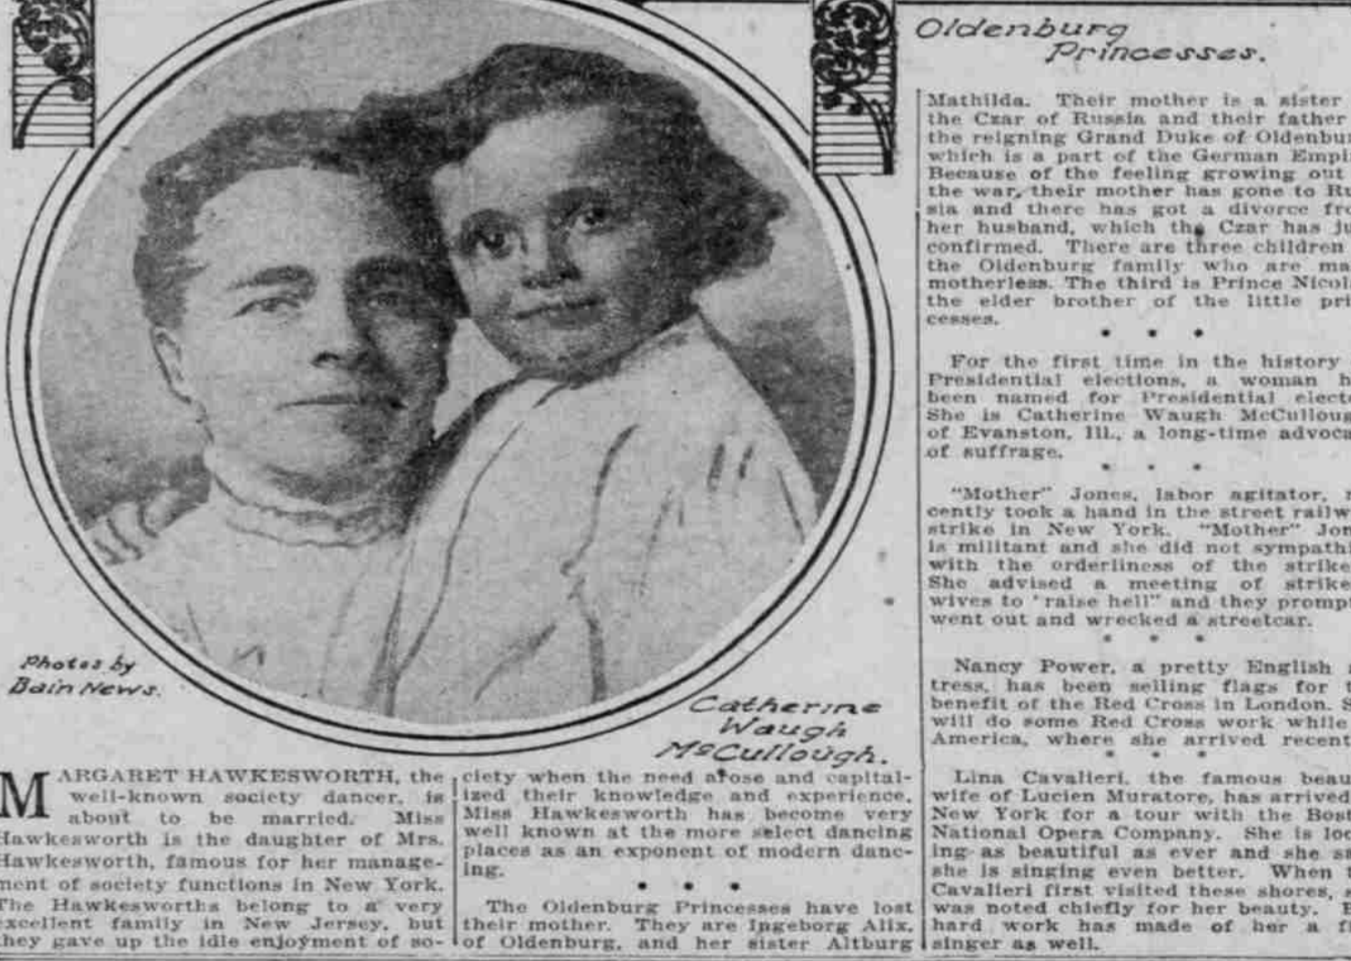 Oldenburg
Princesses.
Photos by
Bain News.
Catherine
Waugh
McCullough.
MARGARET HAWKESWORTH, the
well-known society dancer, is
about to be married. Miss
Hawkesworth is the daughter of Mrs.
Hawkesworth, famous for her manage-
ment of society functions in New York.
The Hawkesworths belong to a very
excellent family in New Jersey, but
they gave up the idle enjoyment of so-
ciety when the need arose and capital-
ized their knowledge and experience.
Miss Hawkesworth has become very
well known at the more select dancing
places as an exponent of modern danc-
ing.
* * *
The Oldenburg Princesses have lost
their mother. They are Ingeborg Alix,
of Oldenburg, and her sister Altburg
Mathilda. Their mother is a sister
the Czar of Russia and their father
the reigning Grand Duke of Oldenbur
which is a part of the German Empi
Because of the feeling growing out
the war, their mother has gone to Ru
sia and there has got a divorce fro
her husband, which the Czar has ju
confirmed. There are three children
the Oldenburg family who are ma
motherless. The third is Prince Nicol
the elder brother of the little pri
cesses.
* * *
For the first time in the history
Presidential elections, a woman h
been named for Presidential elect
She is Catherine Waugh McCulloug
of Evanston, Ill., a long-time advoca
of suffrage.
* * *
"Mother" Jones, labor agitator, r
cently took a hand in the street railw
strike in New York. "Mother" Jon
is militant and she did not sympathi
with the orderliness of the strike
She advised a meeting of strike
wives to "raise hell" and they prompt
went out and wrecked a streetcar.
* * *
Nancy Power, a pretty English a
tress, has been selling flags for t
benefit of the Red Cross in London. S
will do some Red Cross work while
America, where she arrived recent
* * *
Lina Cavalieri, the famous beau
wife of Lucien Muratore, has arrived
New York for a tour with the Bost
National Opera Company. She is loo
ing as beautiful as ever and she sa
she is singing even better. When t
Cavalieri first visited these shores, s
was noted chiefly for her beauty. B
hard work has made of her a fi
singer as well.